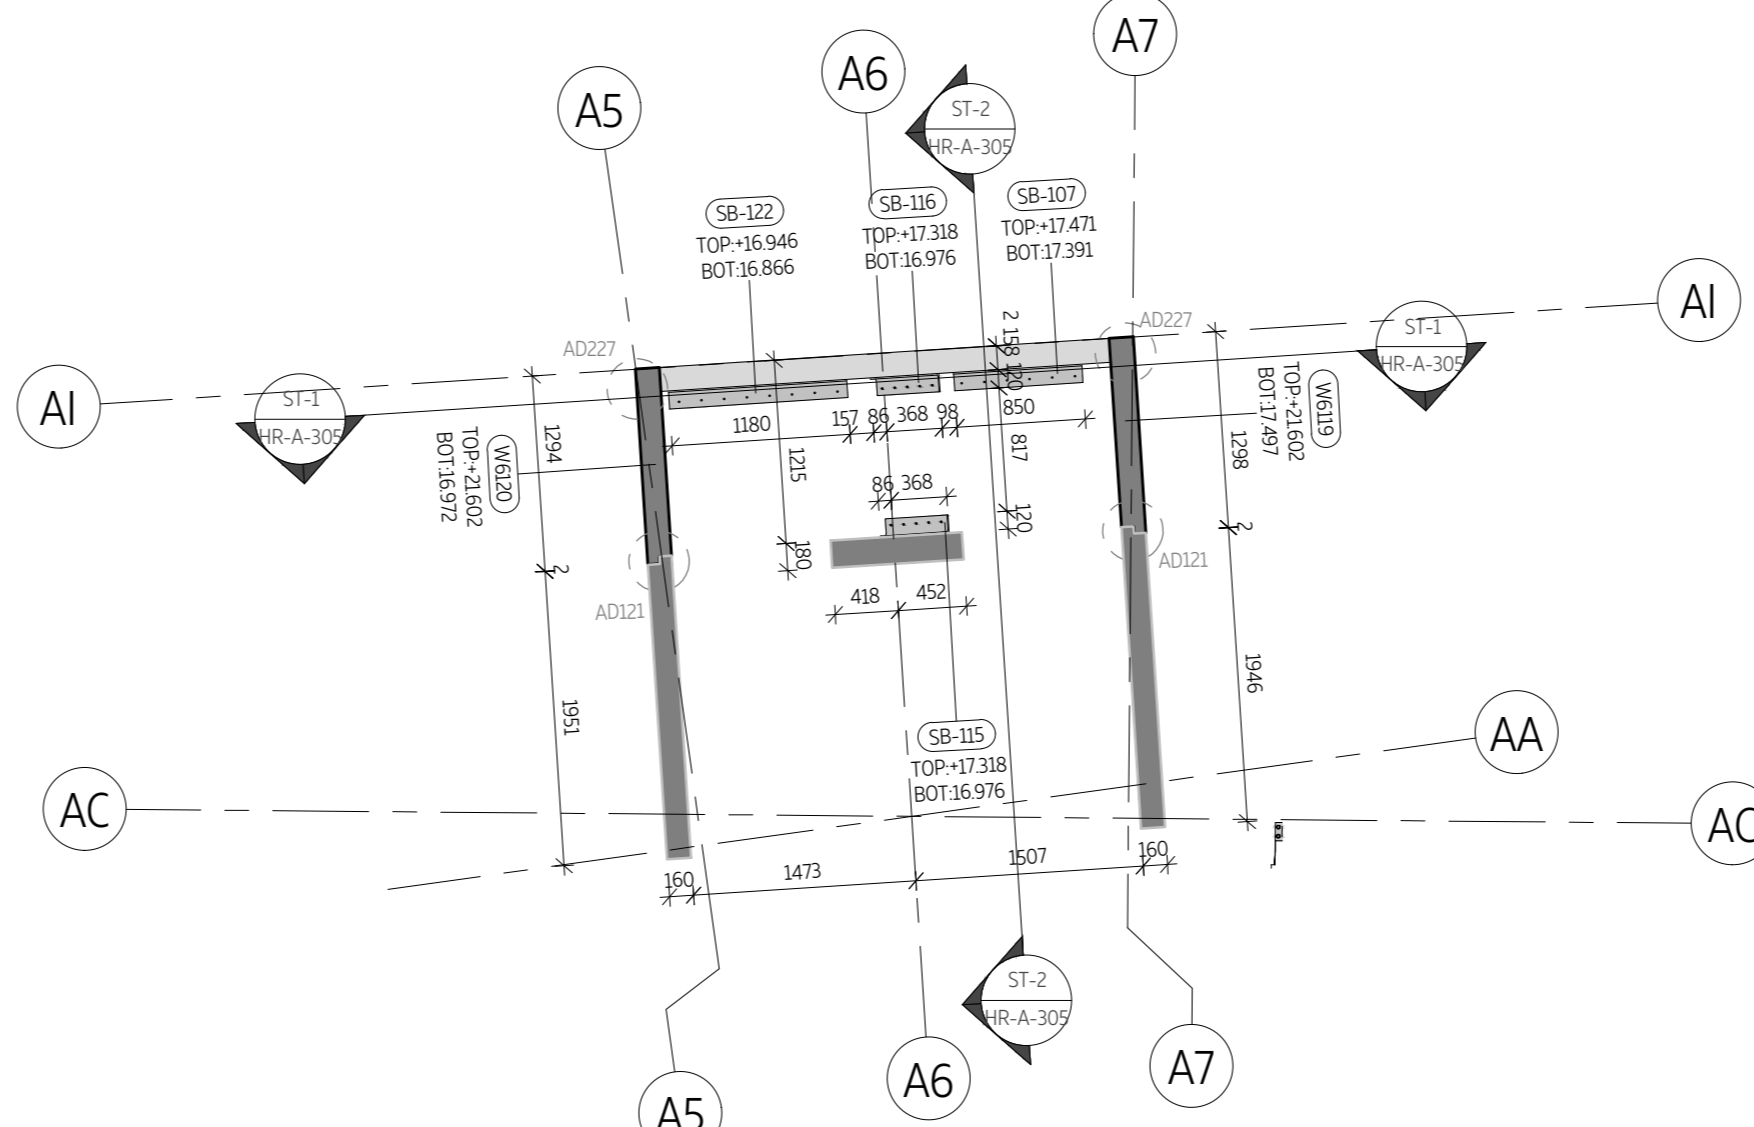 A7
A6
A5
ST-2
HR-A-305
SB-122
TOP:+16.946
BOT:16.866
SB-116
TOP:+17.318
BOT:16.976
SB-107
TOP:+17.471
BOT:17.391
AI
AI
ST-1
HR-A-305
ST-1
HR-A-305
AD227
AD227
2
158
120
1180
157
86
368
98
850
817
1215
86
368
120
180
418
452
1294
2
1951
W6120
TOP:+21.602
BOT:16.972
W6119
TOP:+21.602
BOT:17.497
1298
2
1946
AD121
AD121
SB-115
TOP:+17.318
BOT:16.976
AA
AC
AC
160
1473
1507
160
ST-2
HR-A-305
A5
A6
A7